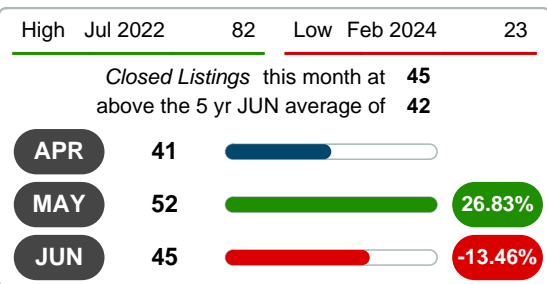 High Jul 2022 82 Low Feb 2024 23
Closed Listings this month at 45
above the 5 yr JUN average of 42
APR 41
MAY 52 26.83%
JUN 45 -13.46%